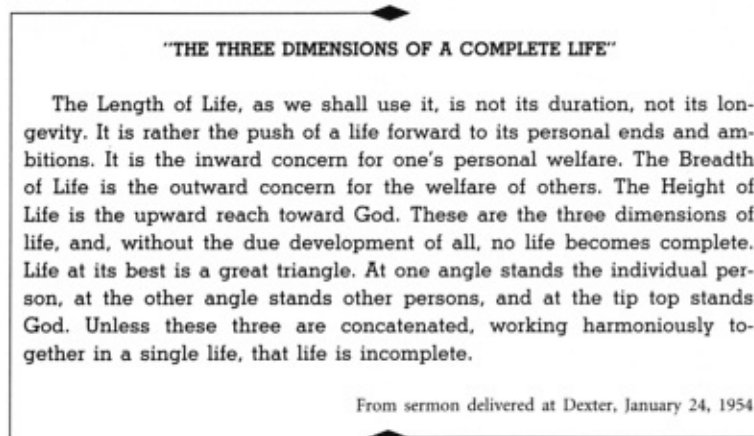 "THE THREE DIMENSIONS OF A COMPLETE LIFE"
The Length of Life, as we shall use it, is not its duration, not its lon-
gevity. It is rather the push of a life forward to its personal ends and am-
bitions. It is the inward concern for one's personal welfare. The Breadth
of Life is the outward concern for the welfare of others. The Height of
Life is the upward reach toward God. These are the three dimensions of
life, and, without the due development of all, no life becomes complete.
Life at its best is a great triangle. At one angle stands the individual per-
son, at the other angle stands other persons, and at the tip top stands
God. Unless these three are concatenated, working harmoniously to-
gether in a single life, that life is incomplete.
From sermon delivered at Dexter, January 24, 1954